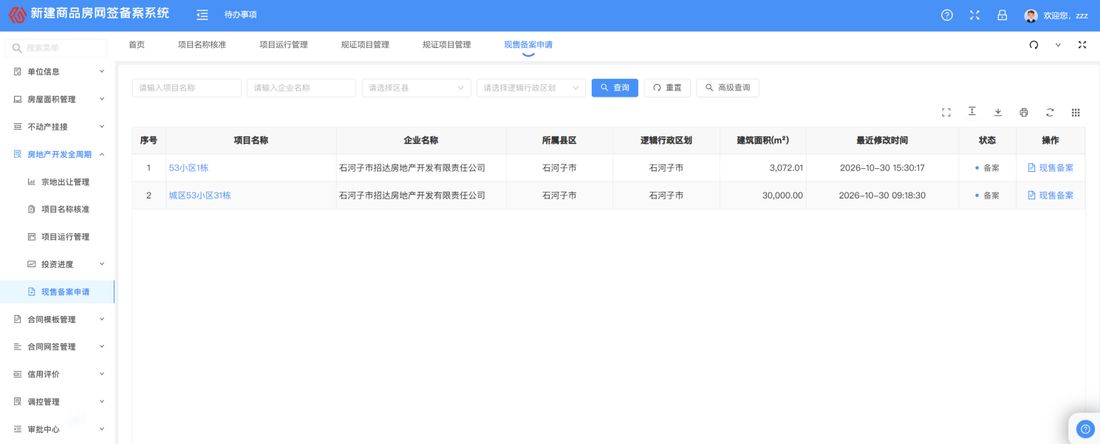 新建商品房网签备案系统 待办事项 欢迎您，zzz
搜索菜单 首页 项目名称核准 项目运行管理 规证项目管理 规证项目管理 现售备案申请
单位信息
房屋面积管理
不动产挂接
房地产开发全周期
宗地出让管理
项目名称核准
项目运行管理
投资进度
现售备案申请
合同模板管理
合同网签管理
信用评价
调控管理
审批中心
请输入项目名称 请输入企业名称 请选择区县 请选择逻辑行政区划 查询 重置 高级查询
序号 项目名称 企业名称 所属县区 逻辑行政区划 建筑面积(m²) 最近修改时间 状态 操作
1 53小区1栋 石河子市招达房地产开发有限责任公司 石河子市 石河子市 3,072.01 2026-10-30 15:30:17 备案 现售备案
2 城区53小区31栋 石河子市招达房地产开发有限责任公司 石河子市 石河子市 30,000.00 2026-10-30 09:18:30 备案 现售备案